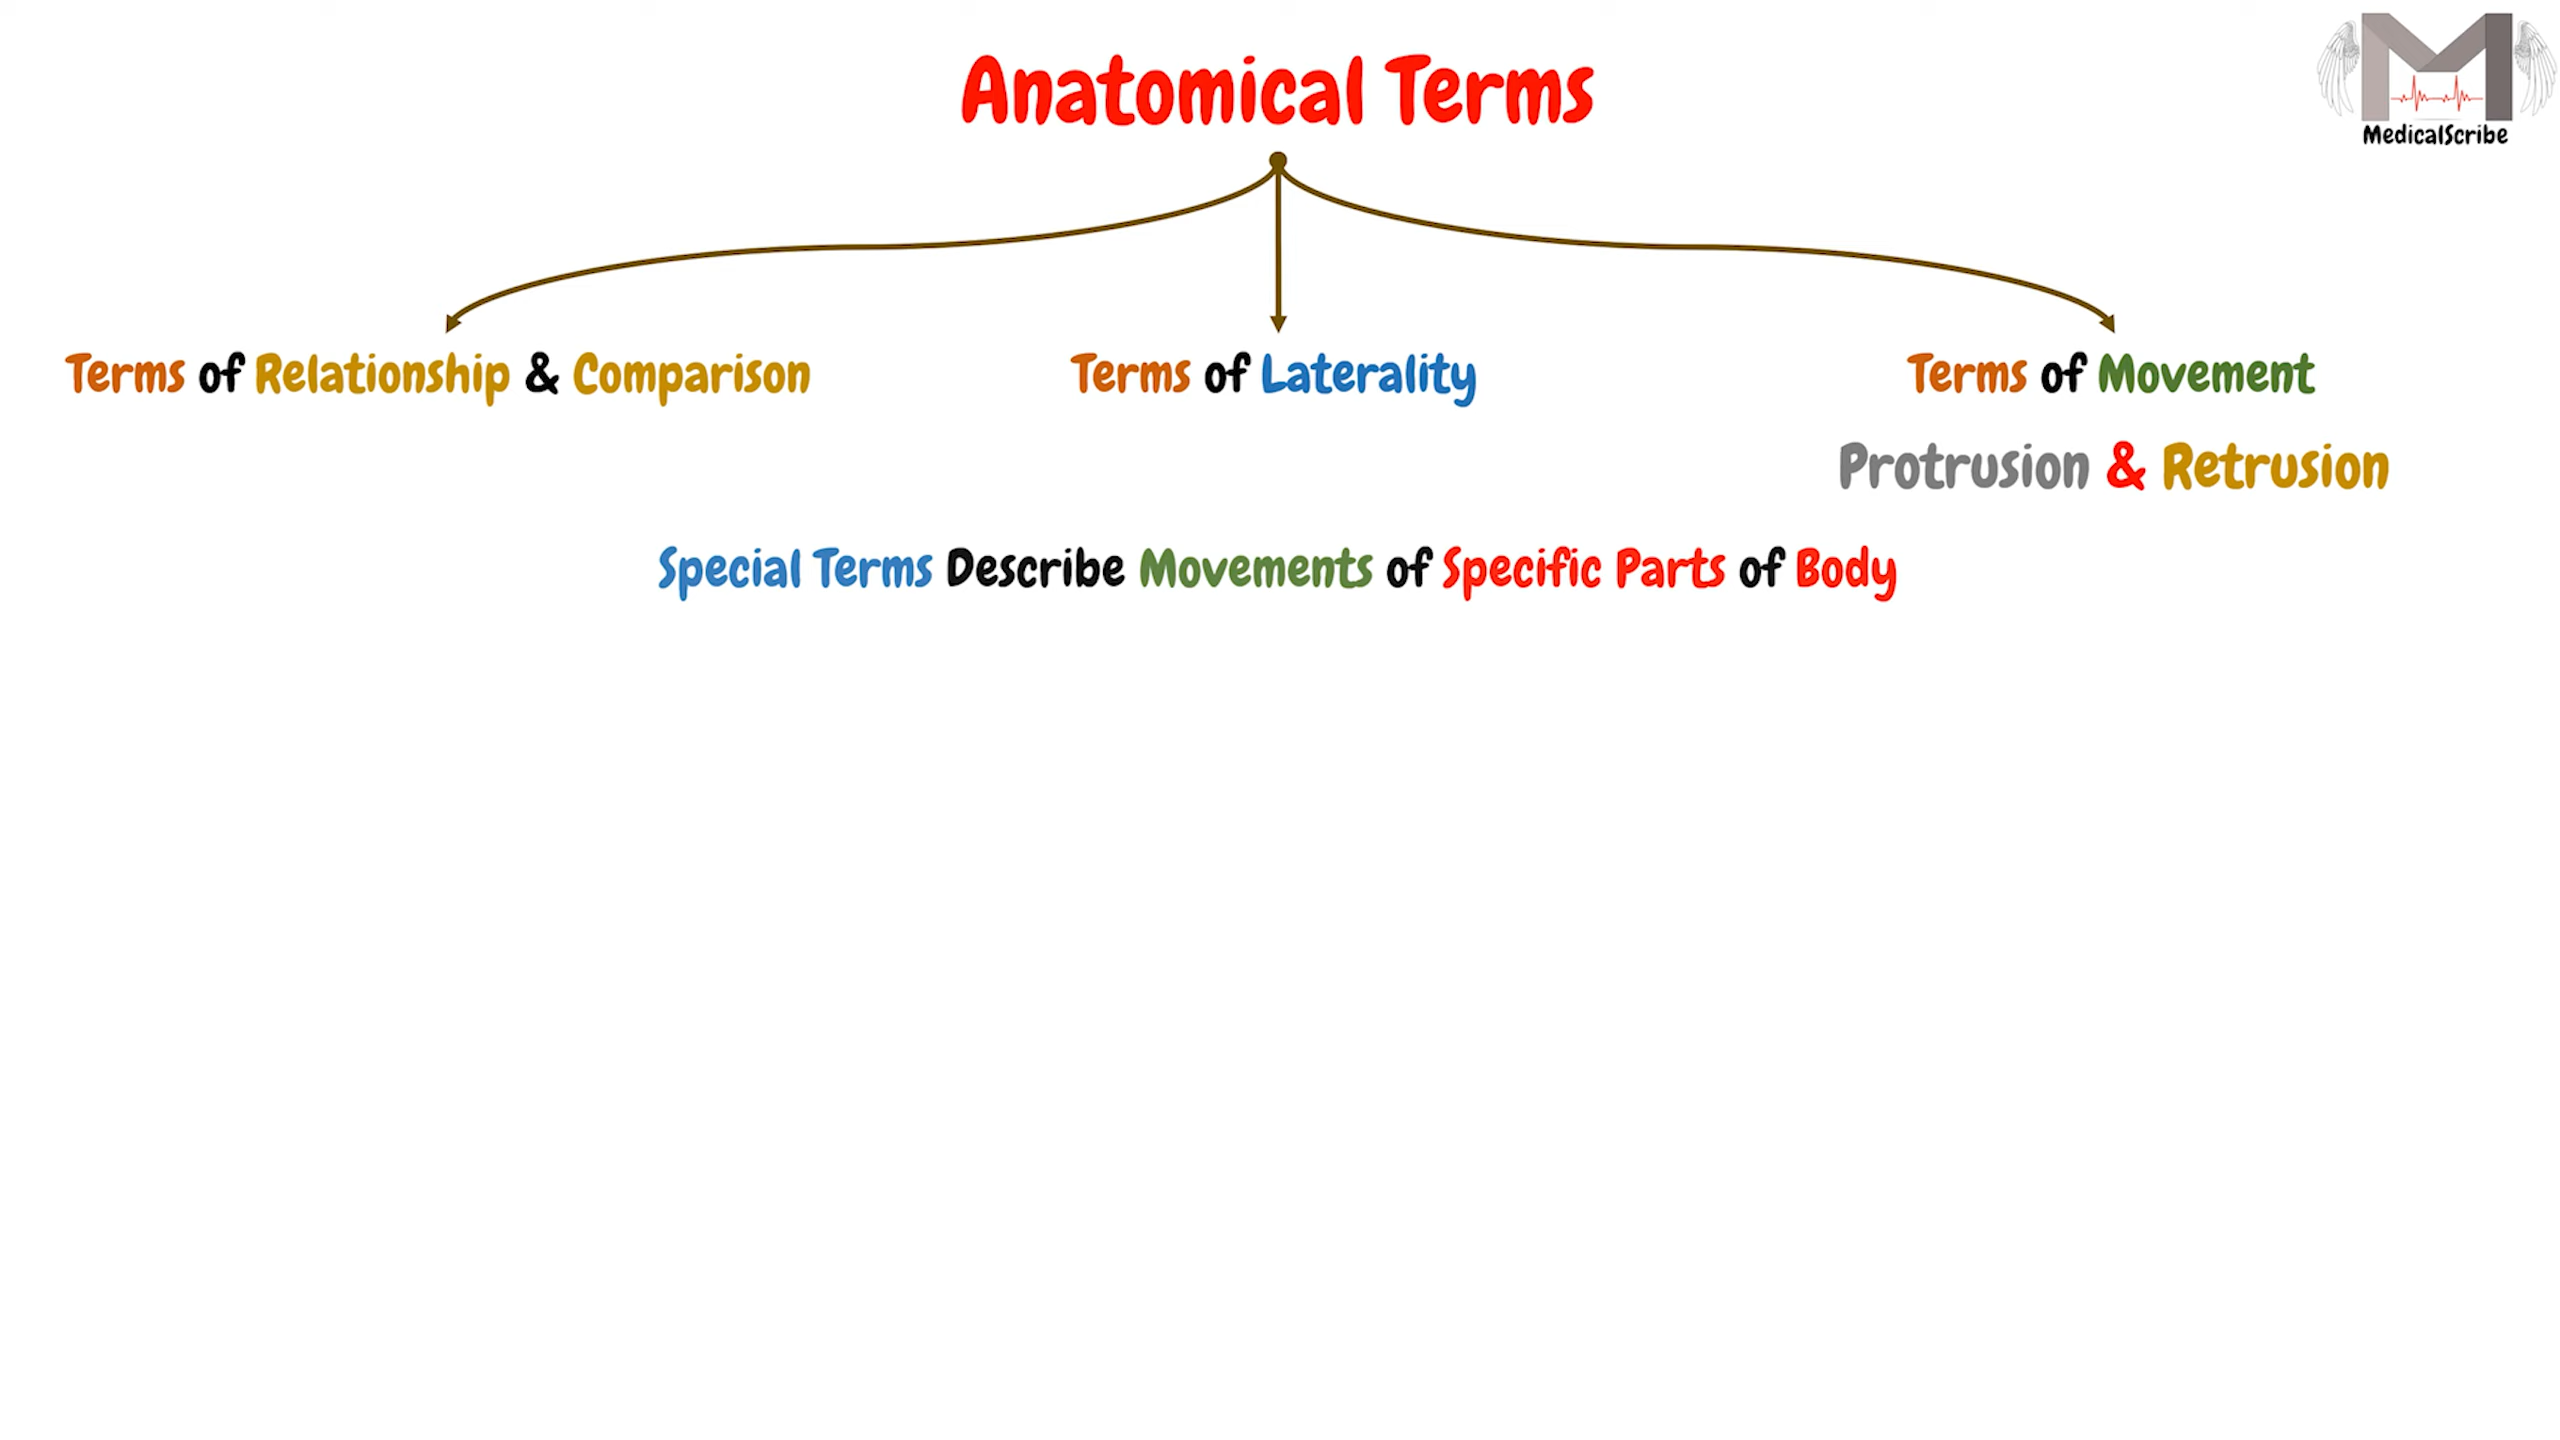 Anatomical Terms
MedicalScribe
Terms of Relationship & Comparison
Terms of Laterality
Terms of Movement
Protrusion & Retrusion
Special Terms Describe Movements of Specific Parts of Body